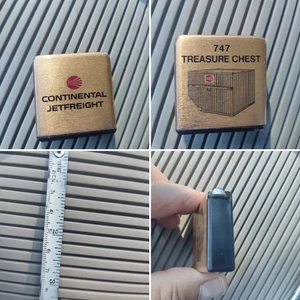 CONTINENTAL
JETFREIGHT
747
TREASURE CHEST